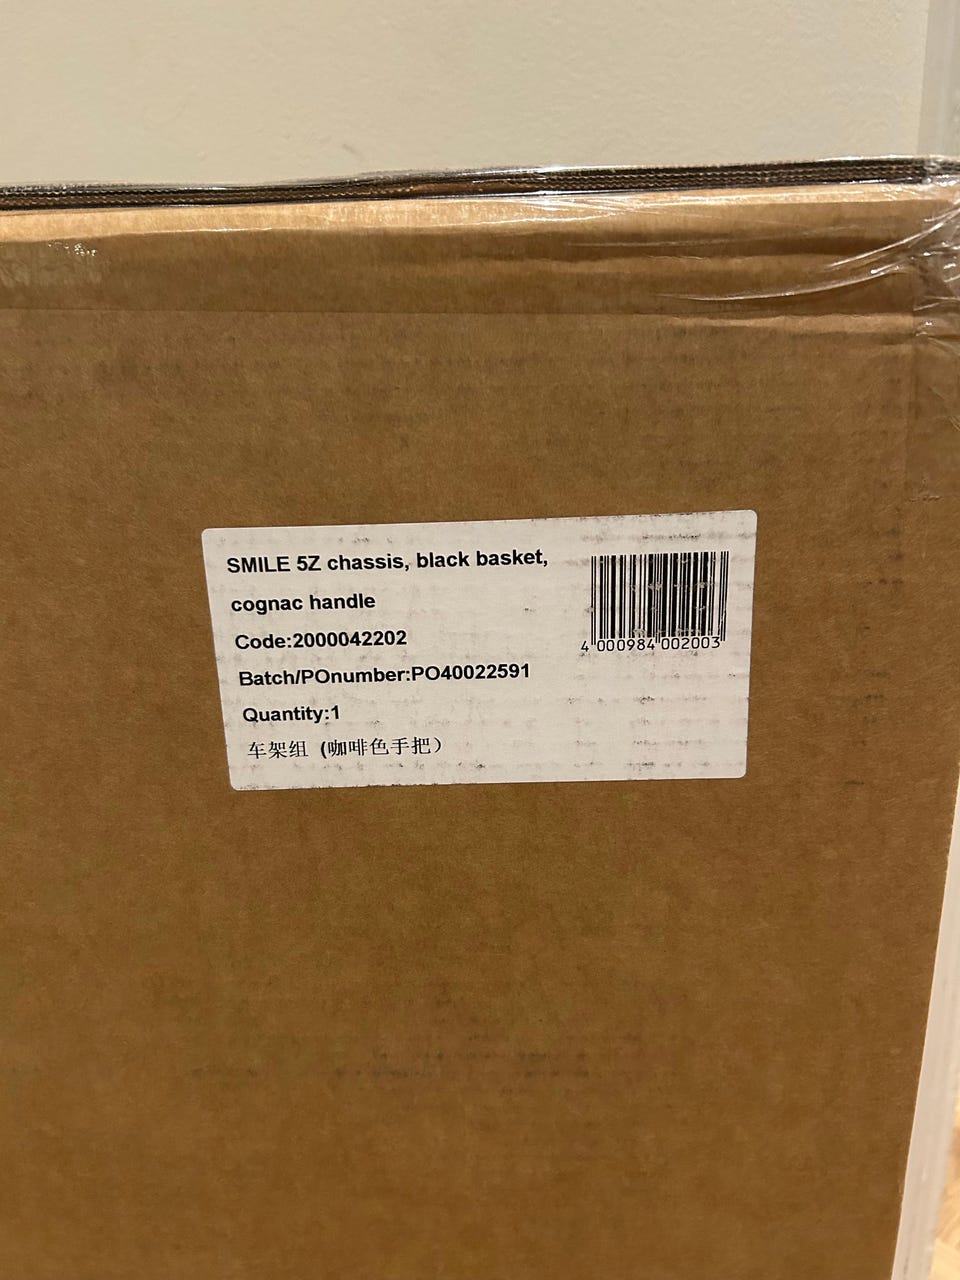 SMILE 5Z chassis, black basket,
cognac handle
Code:2000042202
Batch/POnumber:PO40022591
Quantity:1
车架组 (咖啡色手把）
4 000984 002003